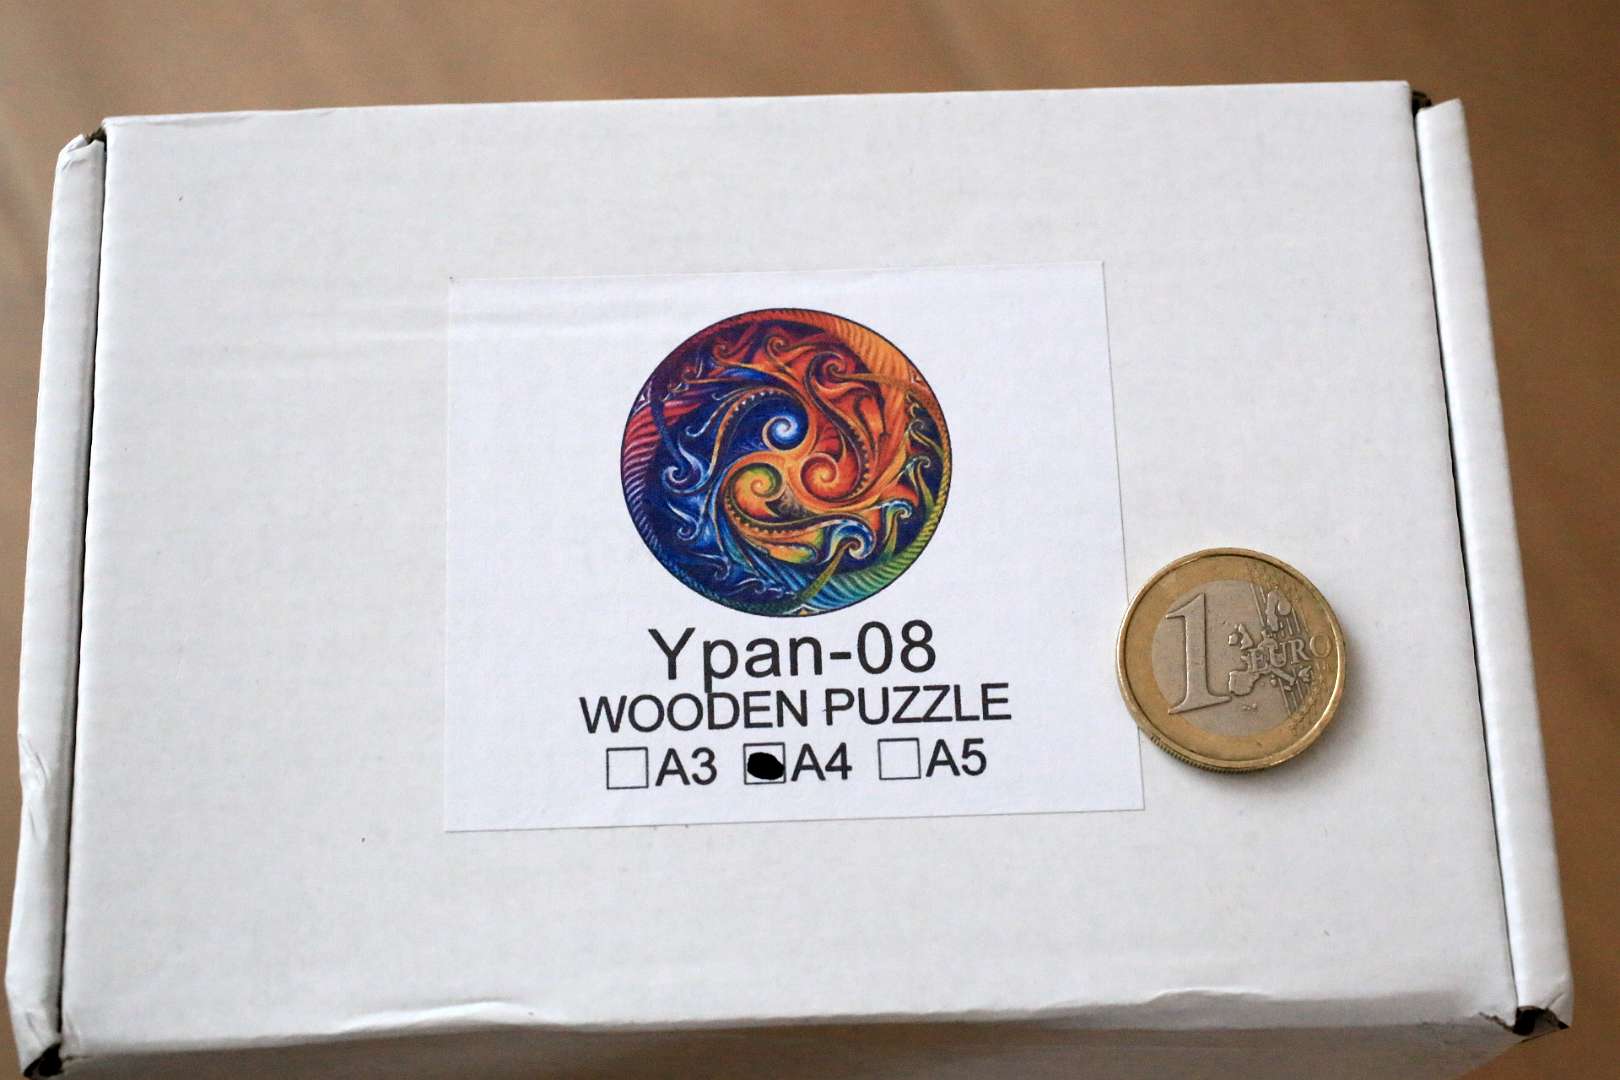 Ypan-08
WOODEN PUZZLE
A3 A4 A5
1 EURO